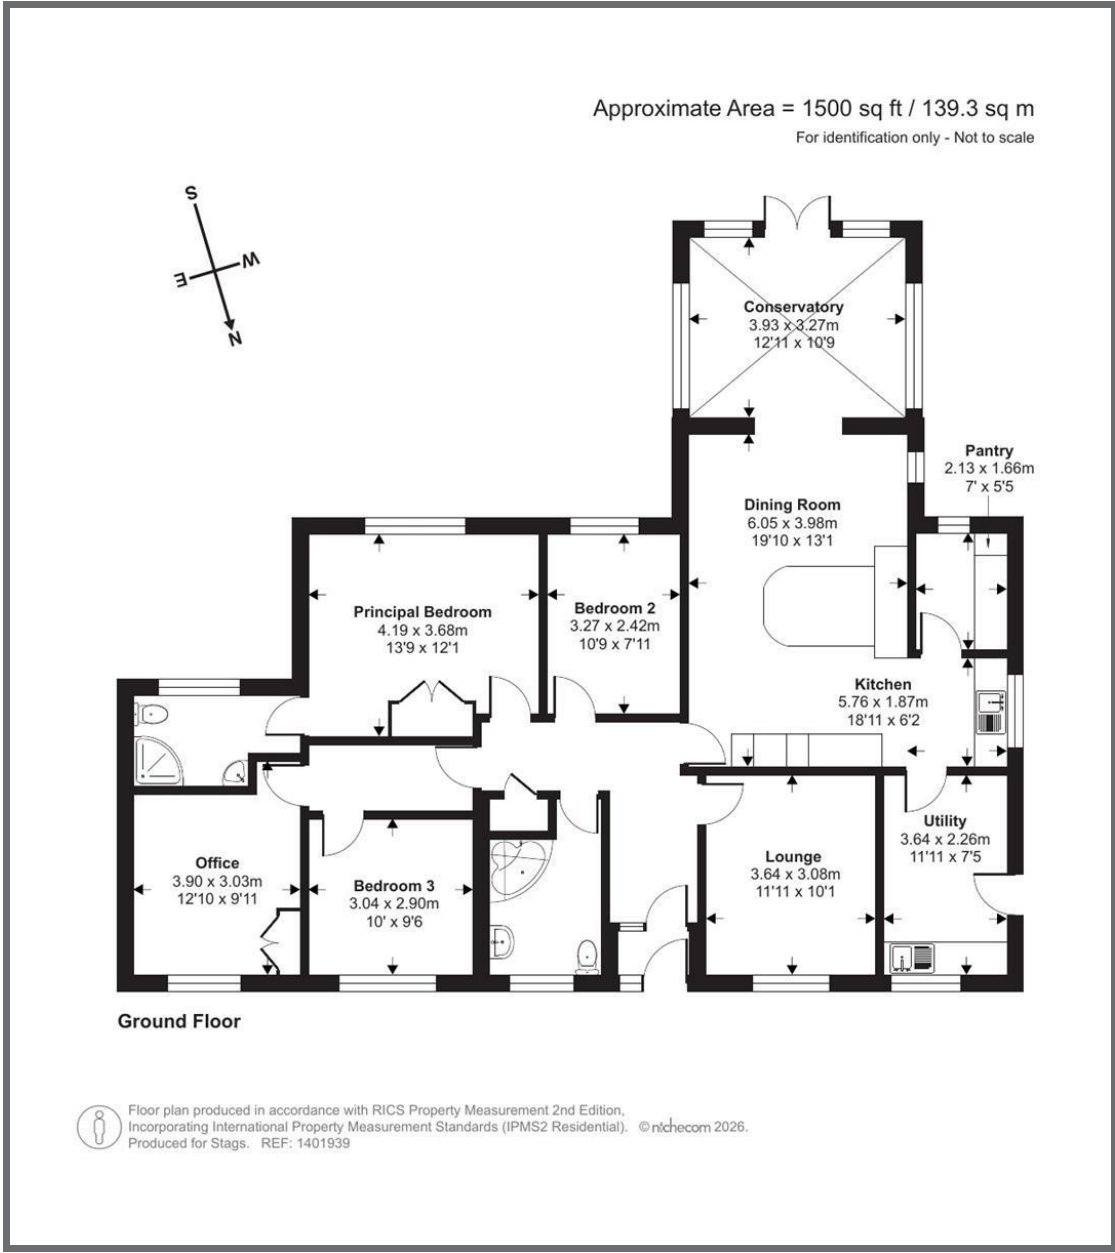 Approximate Area = 1500 sq ft / 139.3 sq m
For identification only - Not to scale
S
W
E
N
Conservatory
3.93 x 3.27m
12'11 x 10'9
Pantry
2.13 x 1.66m
7' x 5'5
Dining Room
6.05 x 3.98m
19'10 x 13'1
Principal Bedroom
4.19 x 3.68m
13'9 x 12'1
Bedroom 2
3.27 x 2.42m
10'9 x 7'11
Kitchen
5.76 x 1.87m
18'11 x 6'2
Utility
3.64 x 2.26m
11'11 x 7'5
Office
3.90 x 3.03m
12'10 x 9'11
Bedroom 3
3.04 x 2.90m
10' x 9'6
Lounge
3.64 x 3.08m
11'11 x 10'1
Ground Floor
Floor plan produced in accordance with RICS Property Measurement 2nd Edition,
Incorporating International Property Measurement Standards (IPMS2 Residential). © nichecom 2026.
Produced for Stags. REF: 1401939